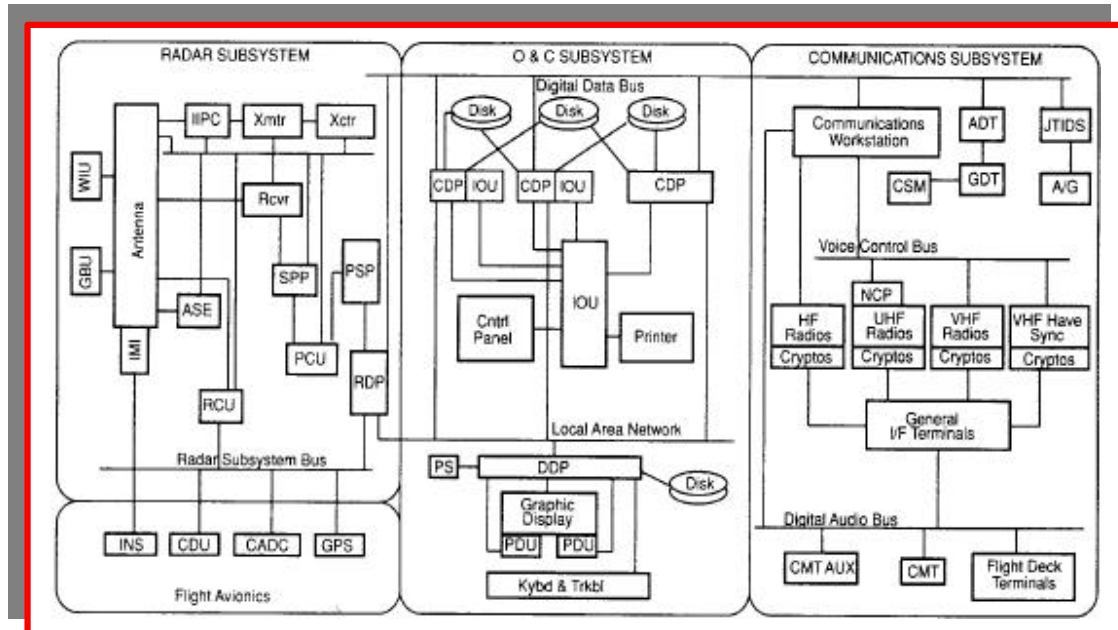 RADAR SUBSYSTEM
O & C SUBSYSTEM
COMMUNICATIONS SUBSYSTEM
Digital Data Bus
Disk
Disk
Disk
IIPC
Xmtr
Xctr
Communications
Workstation
ADT
JTIDS
WIU
Antenna
CDP
IOU
CDP
IOU
CDP
CSM
GDT
A/G
Rcvr
Voice Control Bus
GBU
SPP
PSP
IOU
NCP
ASE
Cntrl
Panel
Printer
HF
Radios
UHF
Radios
VHF
Radios
VHF Have
Sync
IMI
PCU
RDP
Cryptos
Cryptos
Cryptos
Cryptos
RCU
General
I/F Terminals
Local Area Network
Radar Subsystem Bus
PS
DDP
Disk
Graphic
Display
Digital Audio Bus
INS
CDU
CADC
GPS
PDU
PDU
CMT AUX
CMT
Flight Deck
Terminals
Kybd & Trkbl
Flight Avionics